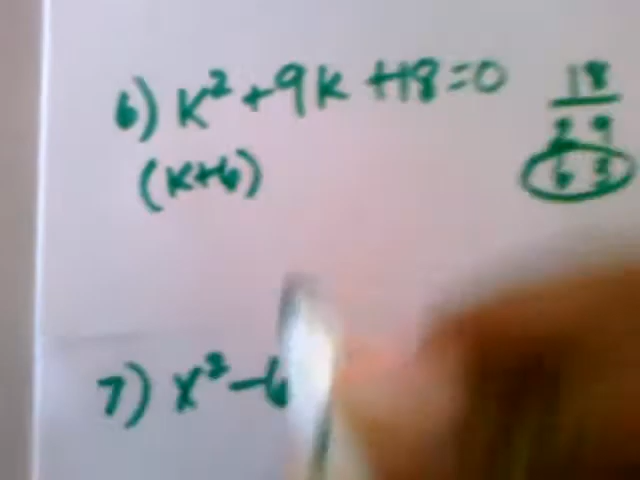 6) k² + 9k + 18 = 0
18
2 9
(k+6)
6 3
7) x² - 6